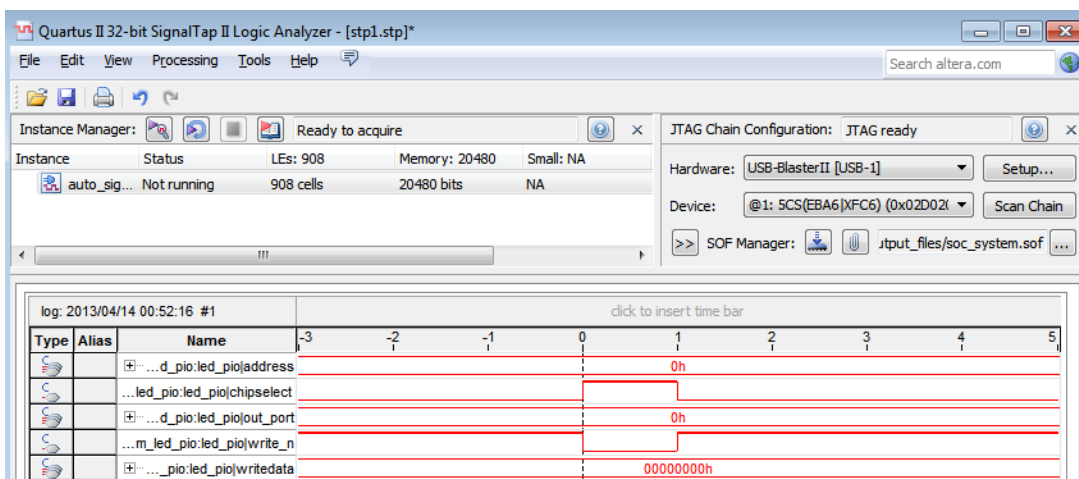 Quartus II 32-bit SignalTap II Logic Analyzer - [stp1.stp]*
File Edit View Processing Tools Help
Search altera.com
Instance Manager: Ready to acquire
JTAG Chain Configuration: JTAG ready
Instance Status LEs: 908 Memory: 20480 Small: NA
auto_sig... Not running 908 cells 20480 bits NA
Hardware: USB-BlasterII [USB-1] Setup...
Device: @1: 5CS(EBA6|XFC6) (0x02D02( Scan Chain
>> SOF Manager: utput_files/soc_system.sof ...
log: 2013/04/14 00:52:16 #1 click to insert time bar
Type Alias Name -3 -2 -1 0 1 2 3 4 5
...d_pio:led_pio|address 0h
...led_pio:led_pio|chipselect
...d_pio:led_pio|out_port 0h
...m_led_pio:led_pio|write_n
..._pio:led_pio|writedata 00000000h